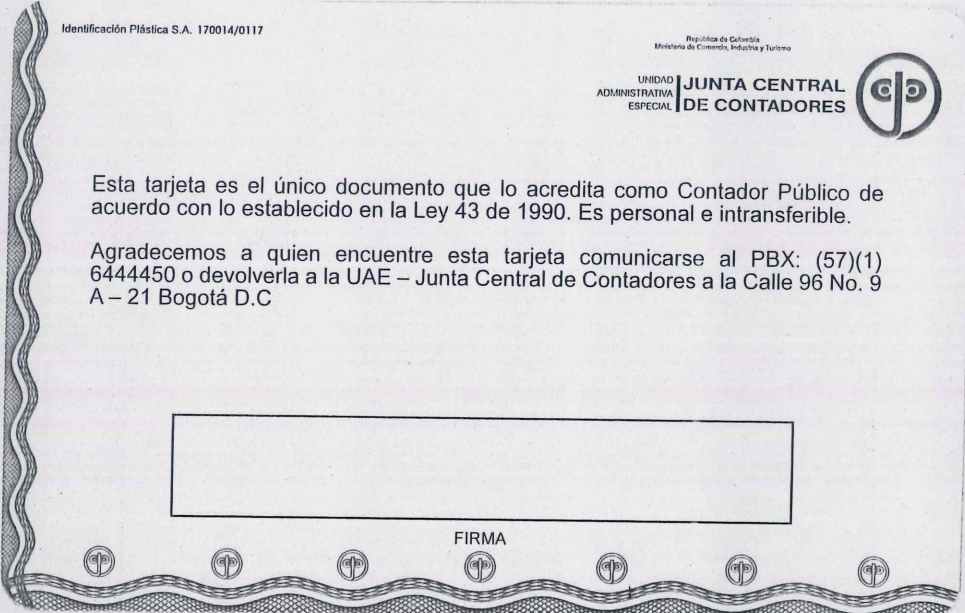 Identificación Plástica S.A. 170014/0117
República de Colombia
Ministerio de Comercio, Industria y Turismo
UNIDAD
ADMINISTRATIVA
ESPECIAL
JUNTA CENTRAL
DE CONTADORES
Esta tarjeta es el único documento que lo acredita como Contador Público de
acuerdo con lo establecido en la Ley 43 de 1990. Es personal e intransferible.
Agradecemos a quien encuentre esta tarjeta comunicarse al PBX: (57)(1)
6444450 o devolverla a la UAE – Junta Central de Contadores a la Calle 96 No. 9
A – 21 Bogotá D.C
FIRMA